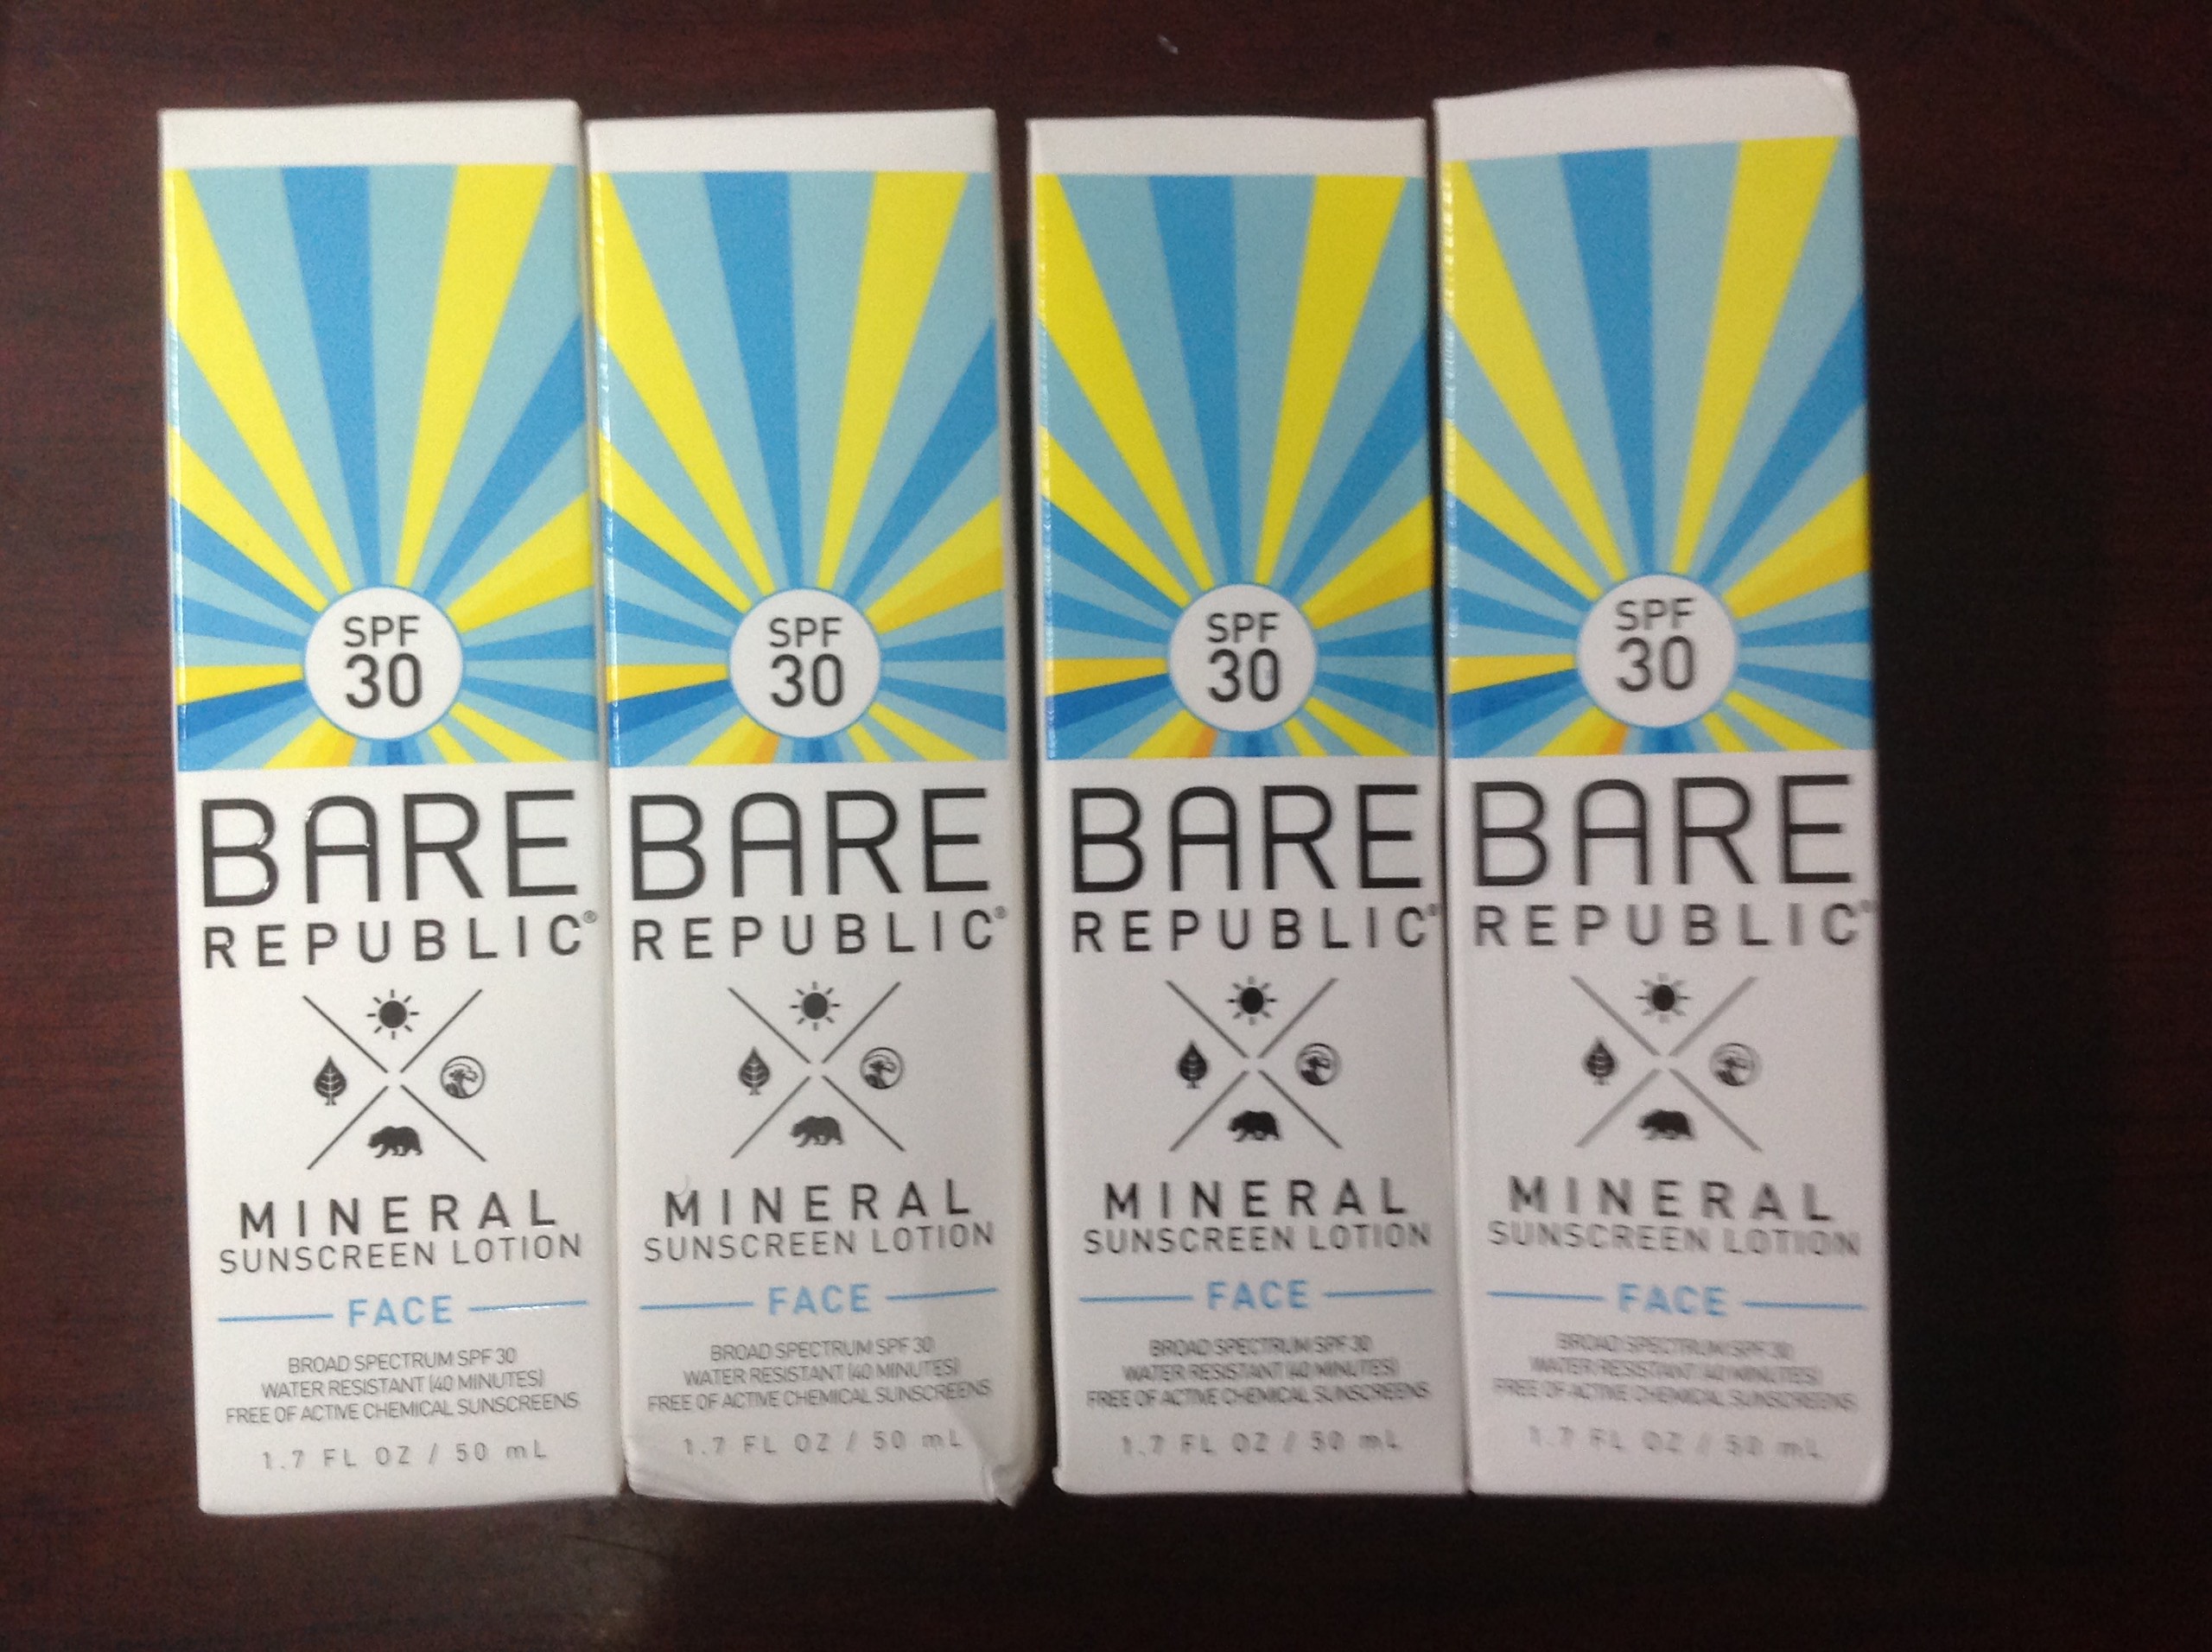 SPF
30
BARE
REPUBLIC®
MINERAL
SUNSCREEN LOTION
FACE
BROAD SPECTRUM SPF 30
WATER RESISTANT (40 MINUTES)
FREE OF ACTIVE CHEMICAL SUNSCREENS
1.7 FL OZ / 50 mL
SPF
30
BARE
REPUBLIC®
MINERAL
SUNSCREEN LOTION
FACE
BROAD SPECTRUM SPF 30
WATER RESISTANT (40 MINUTES)
FREE OF ACTIVE CHEMICAL SUNSCREENS
1.7 FL OZ / 50 mL
SPF
30
BARE
REPUBLIC®
MINERAL
SUNSCREEN LOTION
FACE
BROAD SPECTRUM SPF 30
WATER RESISTANT (40 MINUTES)
FREE OF ACTIVE CHEMICAL SUNSCREENS
1.7 FL OZ / 50 mL
SPF
30
BARE
REPUBLIC®
MINERAL
SUNSCREEN LOTION
FACE
BROAD SPECTRUM SPF 30
WATER RESISTANT (40 MINUTES)
FREE OF ACTIVE CHEMICAL SUNSCREENS
1.7 FL OZ / 50 mL